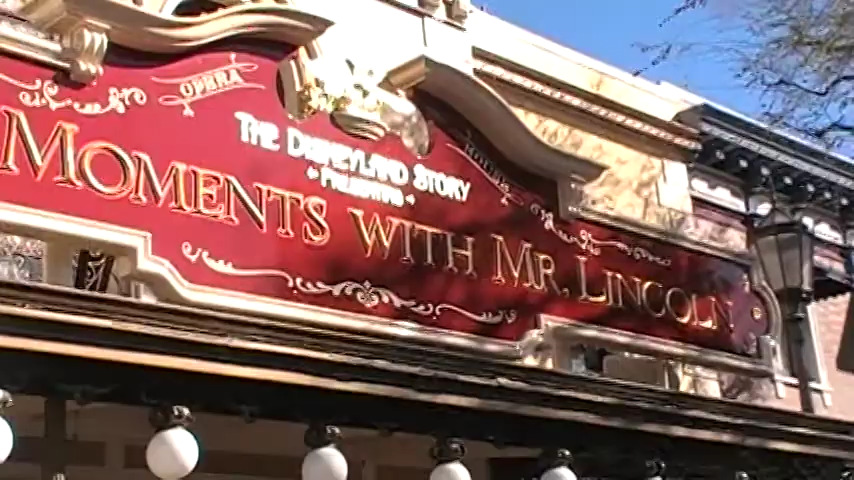 OPERA
THE DISNEYLAND STORY
PRESENTING
MOMENTS WITH MR. LINCOLN